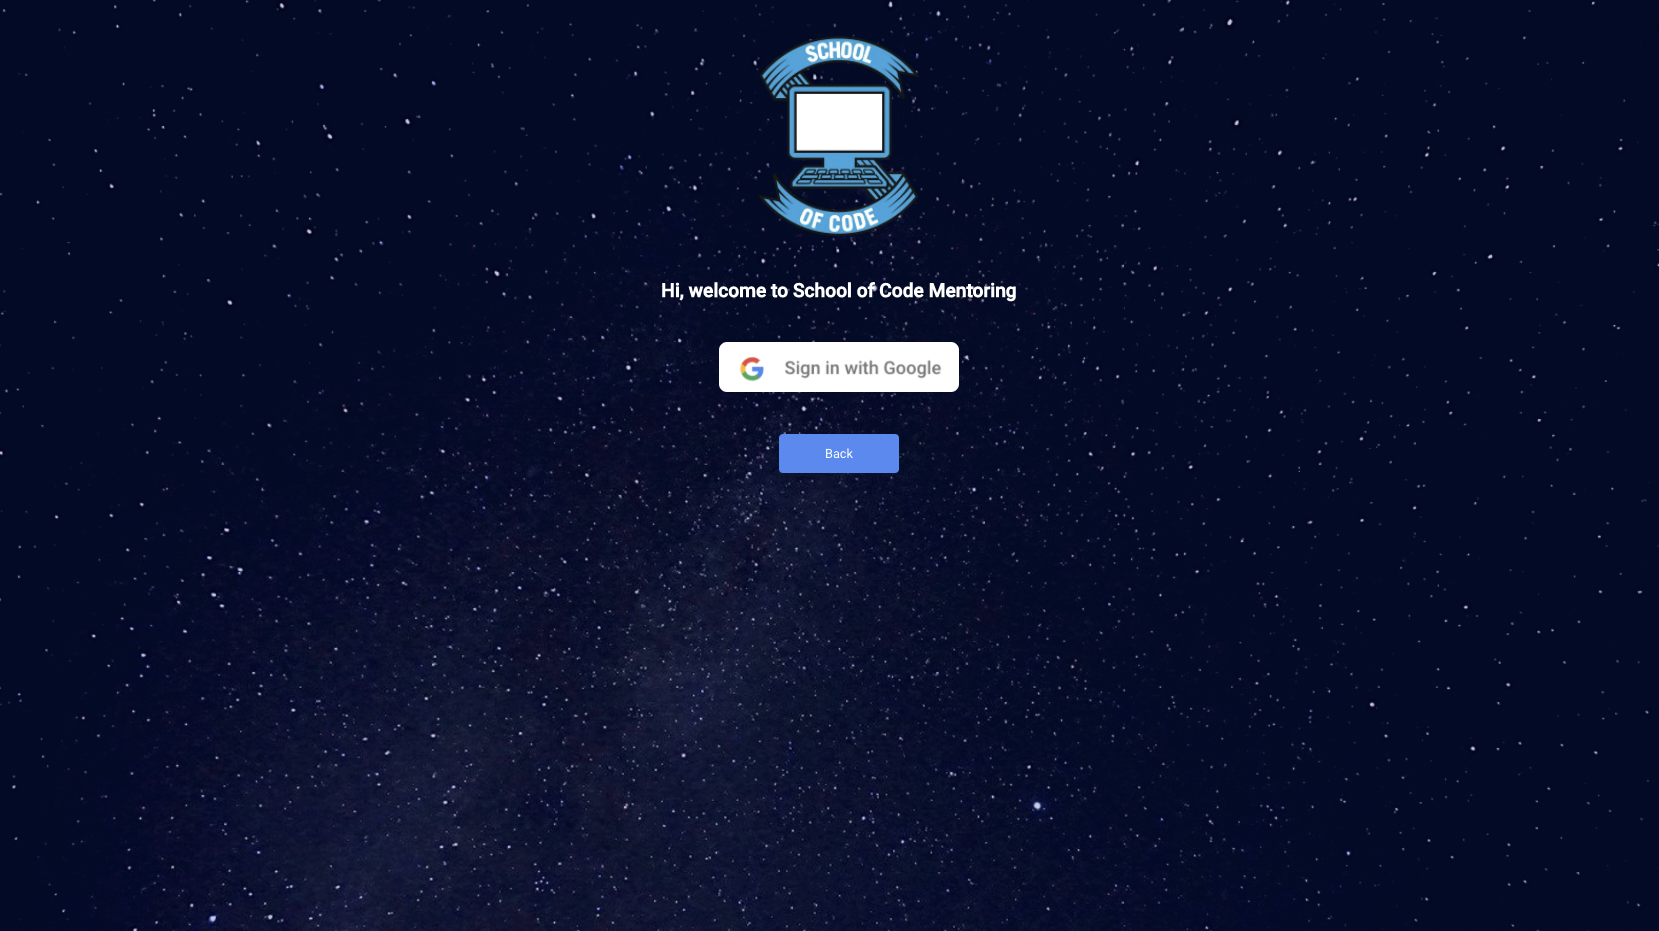 SCHOOL
OF CODE
Hi, welcome to School of Code Mentoring
Sign in with Google
Back